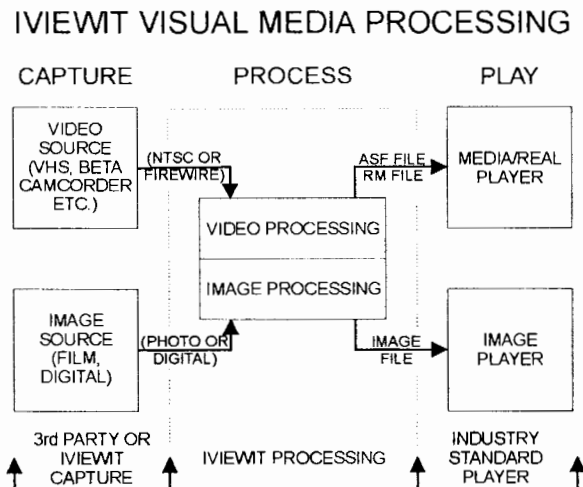 IVIEWIT VISUAL MEDIA PROCESSING
CAPTURE PROCESS PLAY
VIDEO
SOURCE
(VHS, BETA
CAMCORDER
ETC.)
(NTSC OR
FIREWIRE)
VIDEO PROCESSING
IMAGE PROCESSING
ASF FILE
RM FILE
MEDIA/REAL
PLAYER
IMAGE
SOURCE
(FILM,
DIGITAL)
(PHOTO OR
DIGITAL)
IMAGE
FILE
IMAGE
PLAYER
3rd PARTY OR
IVIEWIT
CAPTURE
IVIEWIT PROCESSING
INDUSTRY
STANDARD
PLAYER